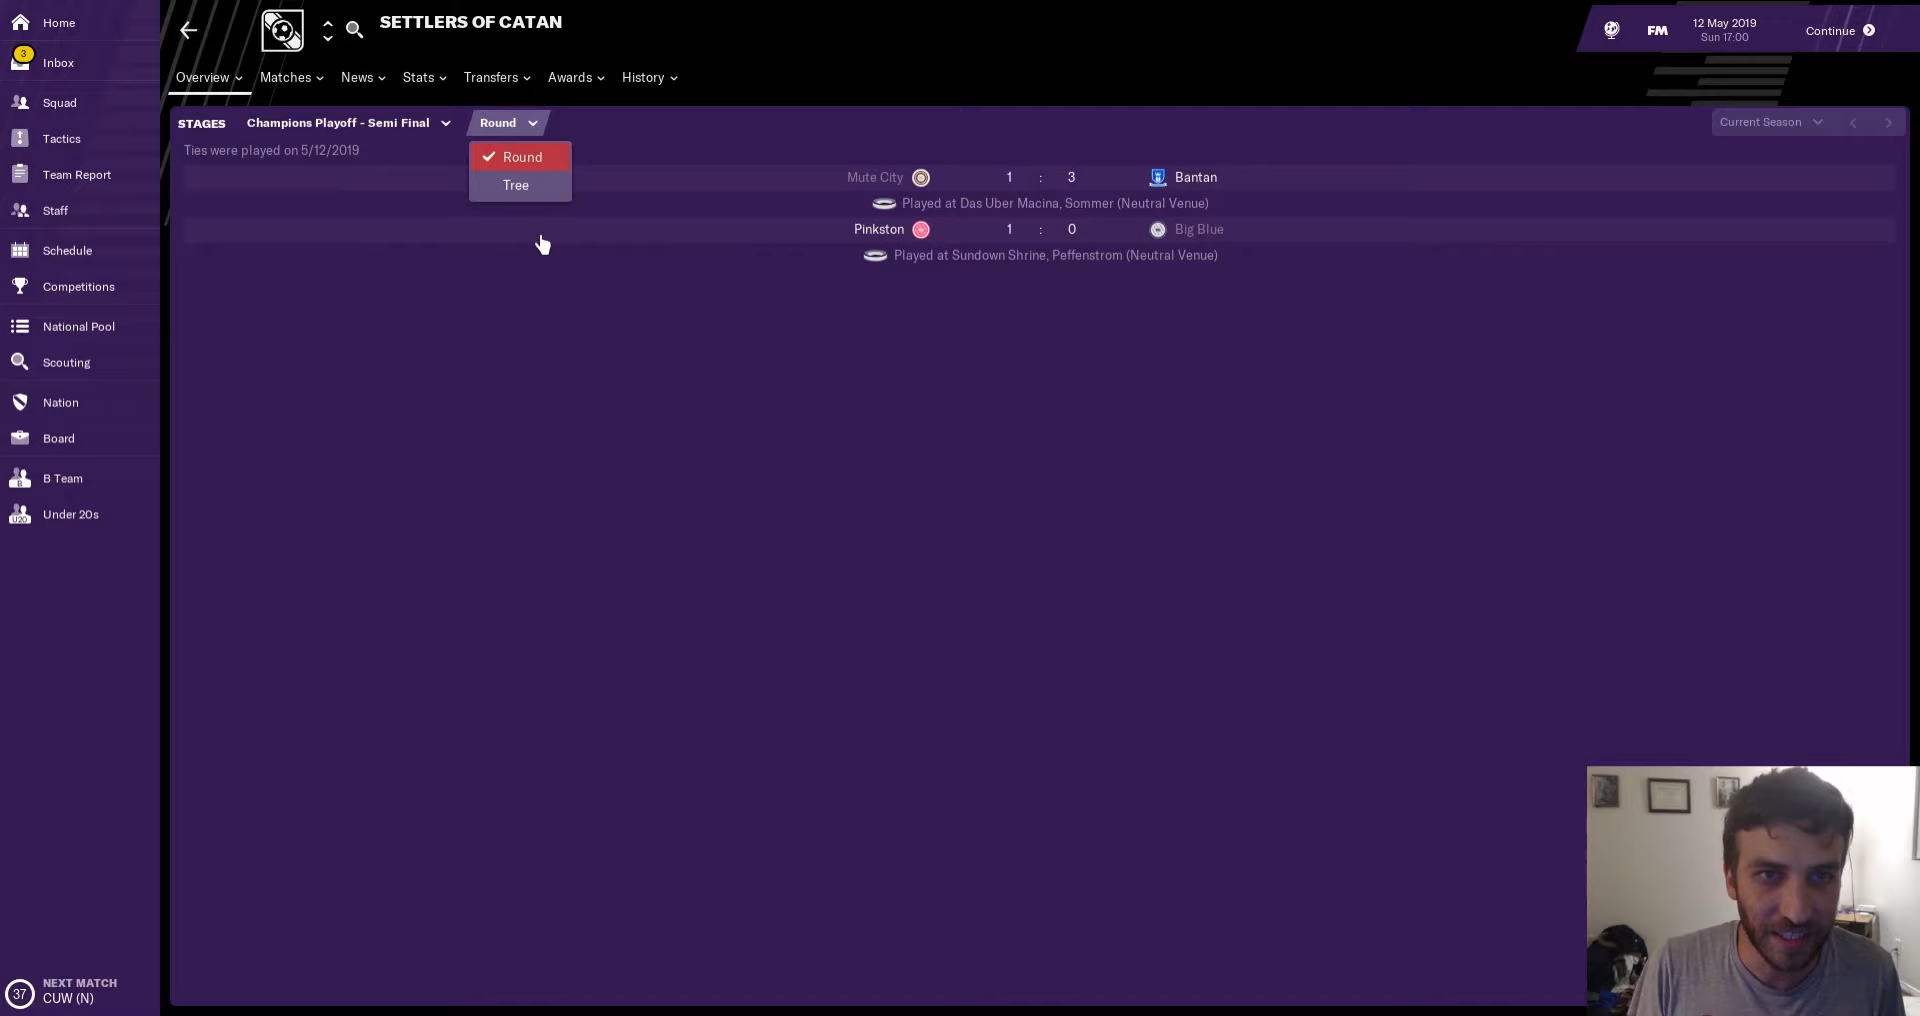 Home
3
Inbox
Squad
Tactics
Team Report
Staff
Schedule
Competitions
National Pool
Scouting
Nation
Board
B
B Team
U20
Under 20s
37
NEXT MATCH
CUW (N)
SETTLERS OF CATAN
FM
12 May 2019
Sun 17:00
Continue
Overview
Matches
News
Stats
Transfers
Awards
History
STAGES
Champions Playoff - Semi Final
Round
Current Season
Round
Tree
Ties were played on 5/12/2019
Mute City 1 : 3 Bantan
Played at Das Uber Macina, Sommer (Neutral Venue)
Pinkston 1 : 0 Big Blue
Played at Sundown Shrine, Peffenstrom (Neutral Venue)